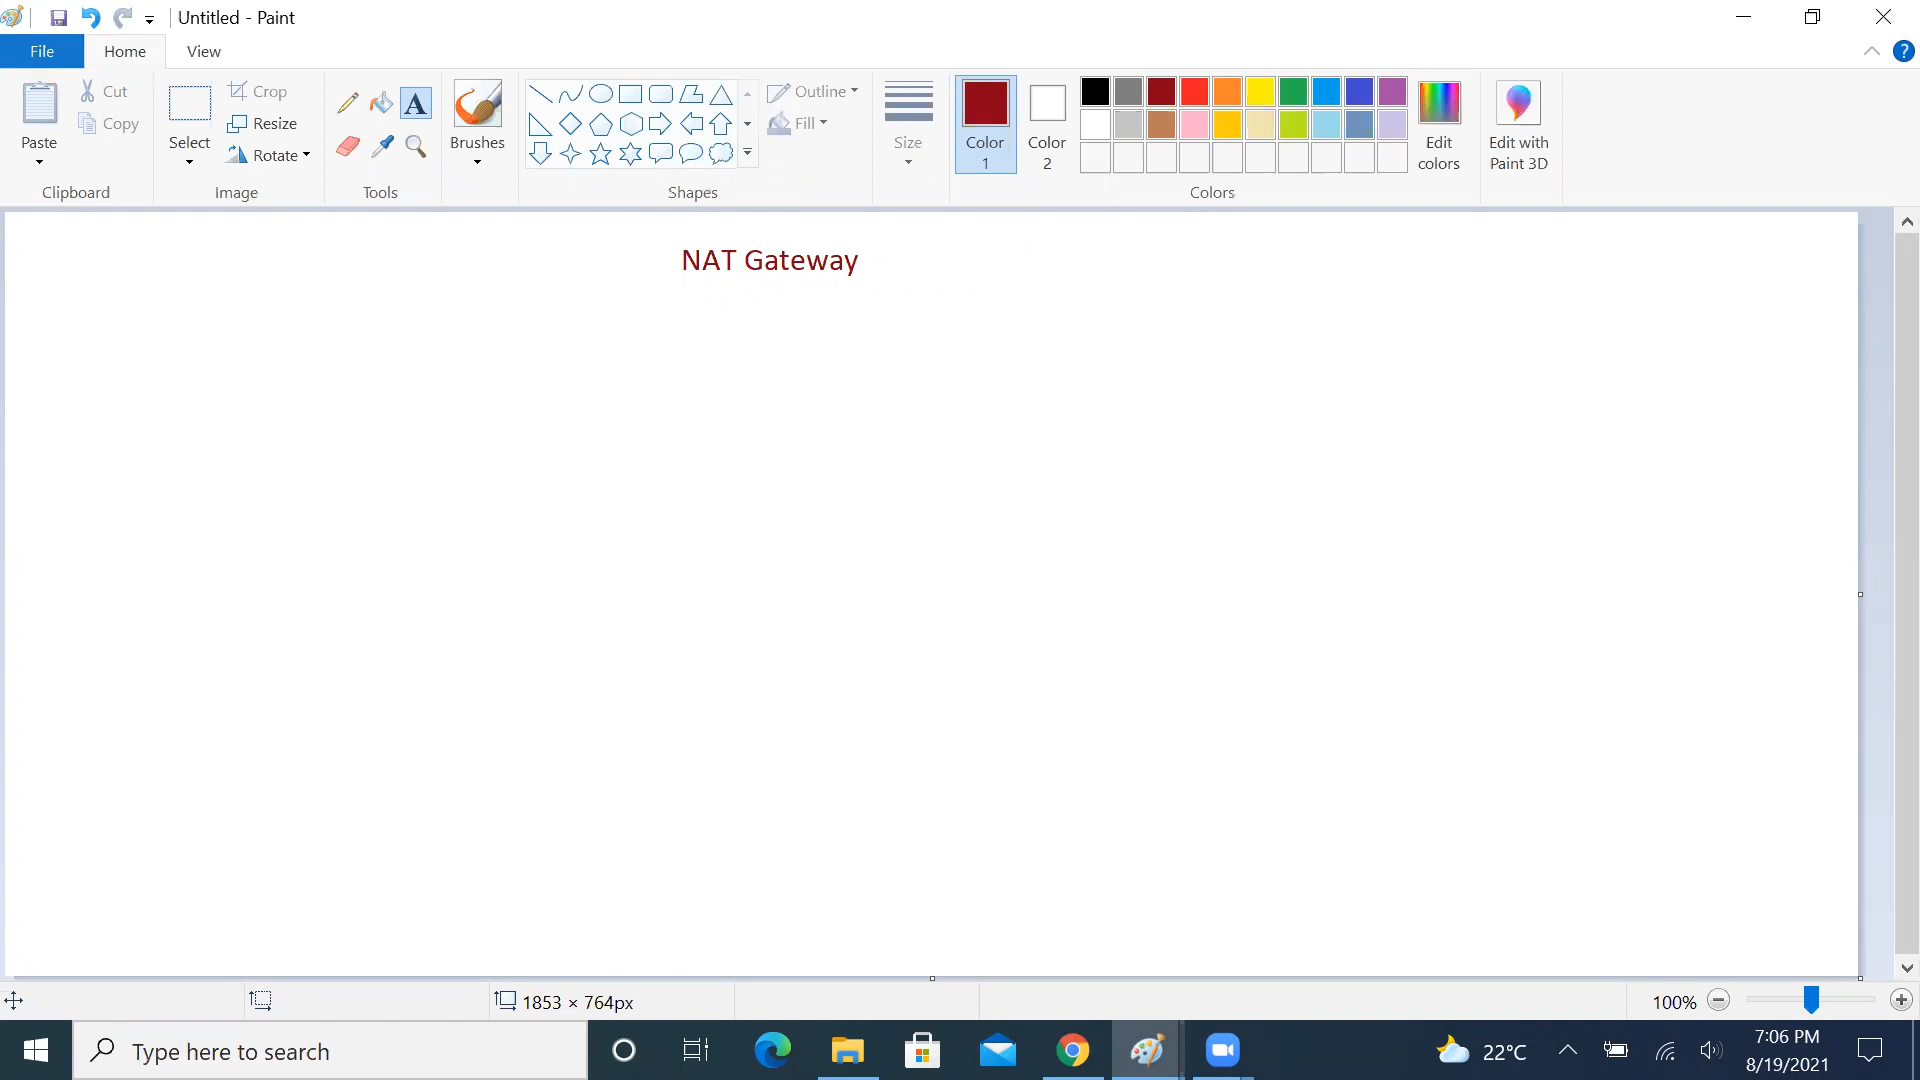 Untitled - Paint
File
Home
View
Paste
Cut
Copy
Clipboard
Select
Crop
Resize
Rotate
Image
A
Tools
Brushes
Outline
Fill
Shapes
Size
Color
1
Color
2
Colors
Edit
colors
Edit with
Paint 3D
?
NAT Gateway
1853 × 764px
100%
Type here to search
22°C
7:06 PM
8/19/2021